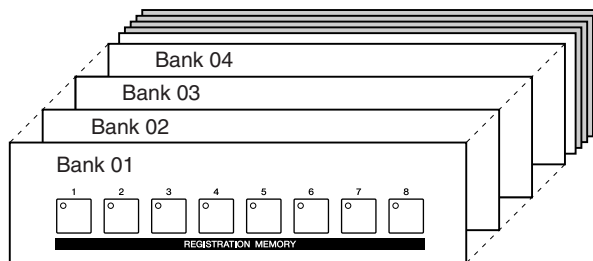 Bank 04
Bank 03
Bank 02
Bank 01
1 2 3 4 5 6 7 8
REGISTRATION MEMORY